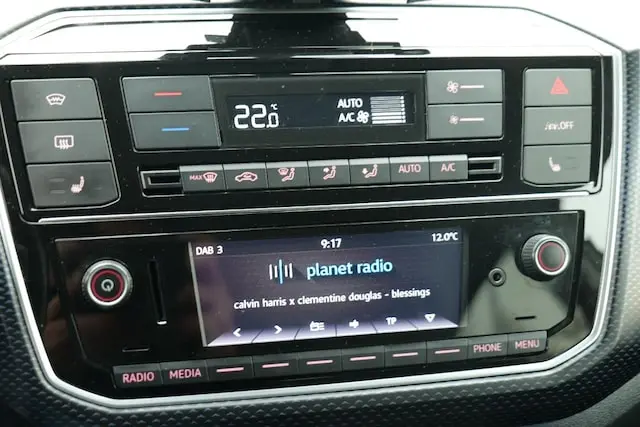 22.0 °C AUTO
A/C
OFF
MAX AUTO A/C
DAB 3 9:17 12.0°C
planet radio
calvin harris x clementine douglas - blessings
TP
RADIO MEDIA PHONE MENU